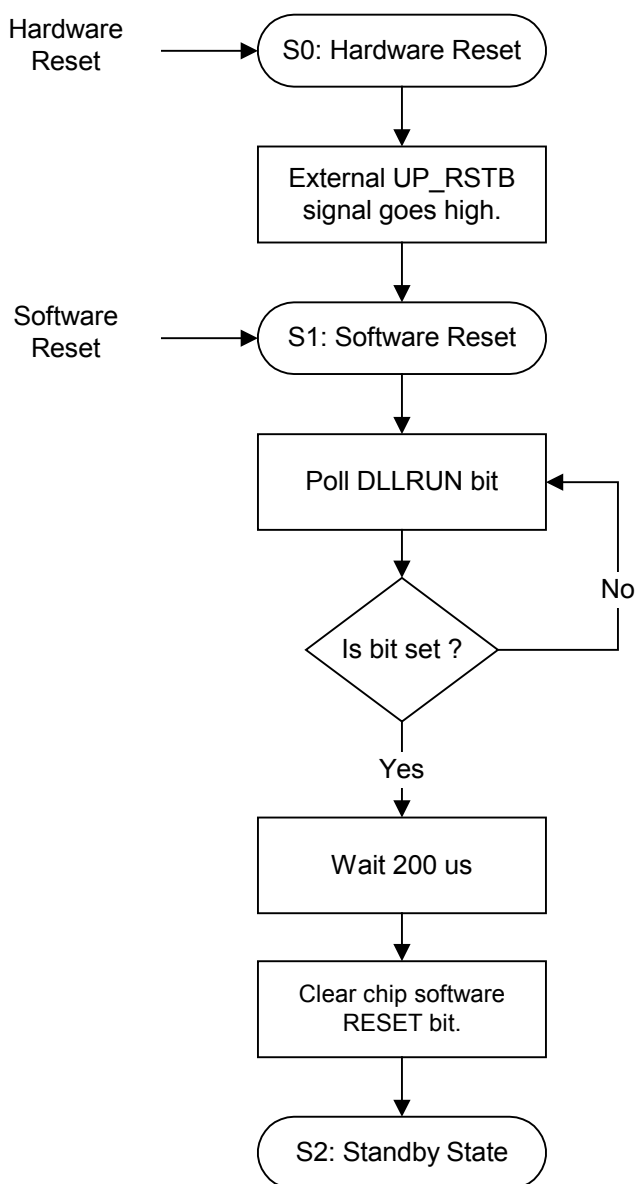 Hardware
Reset
S0: Hardware Reset
External UP_RSTB
signal goes high.
Software
Reset
S1: Software Reset
Poll DLLRUN bit
No
Is bit set ?
Yes
Wait 200 us
Clear chip software
RESET bit.
S2: Standby State